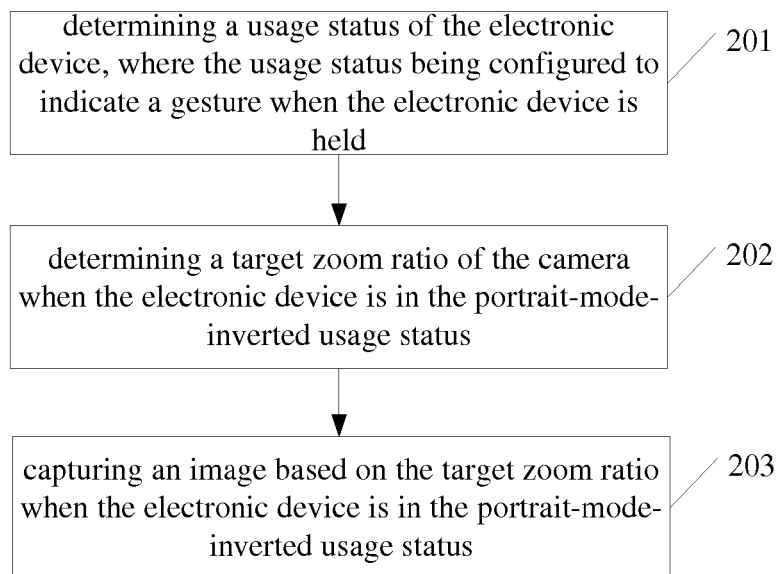 determining a usage status of the electronic
device, where the usage status being configured to
indicate a gesture when the electronic device is
held
201
determining a target zoom ratio of the camera
when the electronic device is in the portrait-mode-
inverted usage status
202
capturing an image based on the target zoom ratio
when the electronic device is in the portrait-mode-
inverted usage status
203